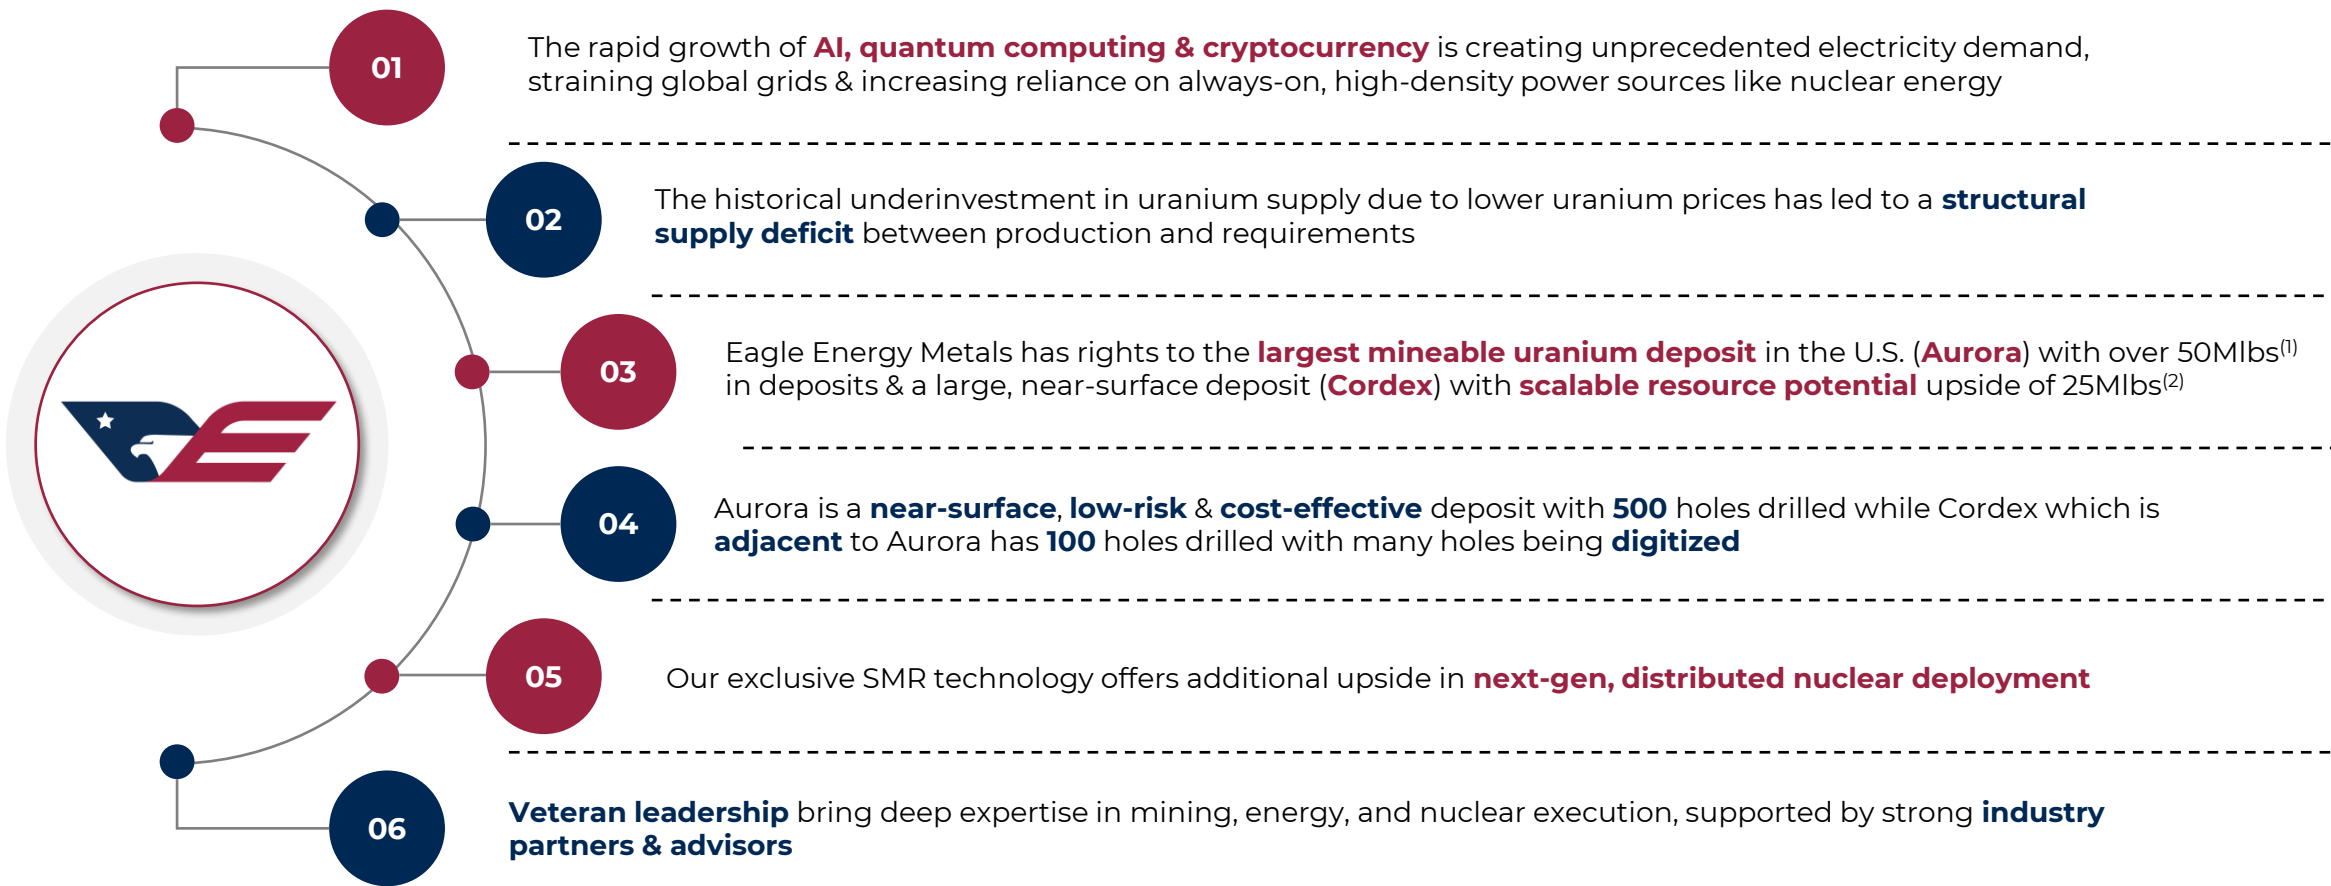 01
The rapid growth of AI, quantum computing & cryptocurrency is creating unprecedented electricity demand,
straining global grids & increasing reliance on always-on, high-density power sources like nuclear energy
02
The historical underinvestment in uranium supply due to lower uranium prices has led to a structural
supply deficit between production and requirements
03
Eagle Energy Metals has rights to the largest mineable uranium deposit in the U.S. (Aurora) with over 50Mlbs(1)
in deposits & a large, near-surface deposit (Cordex) with scalable resource potential upside of 25Mlbs(2)
04
Aurora is a near-surface, low-risk & cost-effective deposit with 500 holes drilled while Cordex which is
adjacent to Aurora has 100 holes drilled with many holes being digitized
05
Our exclusive SMR technology offers additional upside in next-gen, distributed nuclear deployment
06
Veteran leadership bring deep expertise in mining, energy, and nuclear execution, supported by strong industry
partners & advisors